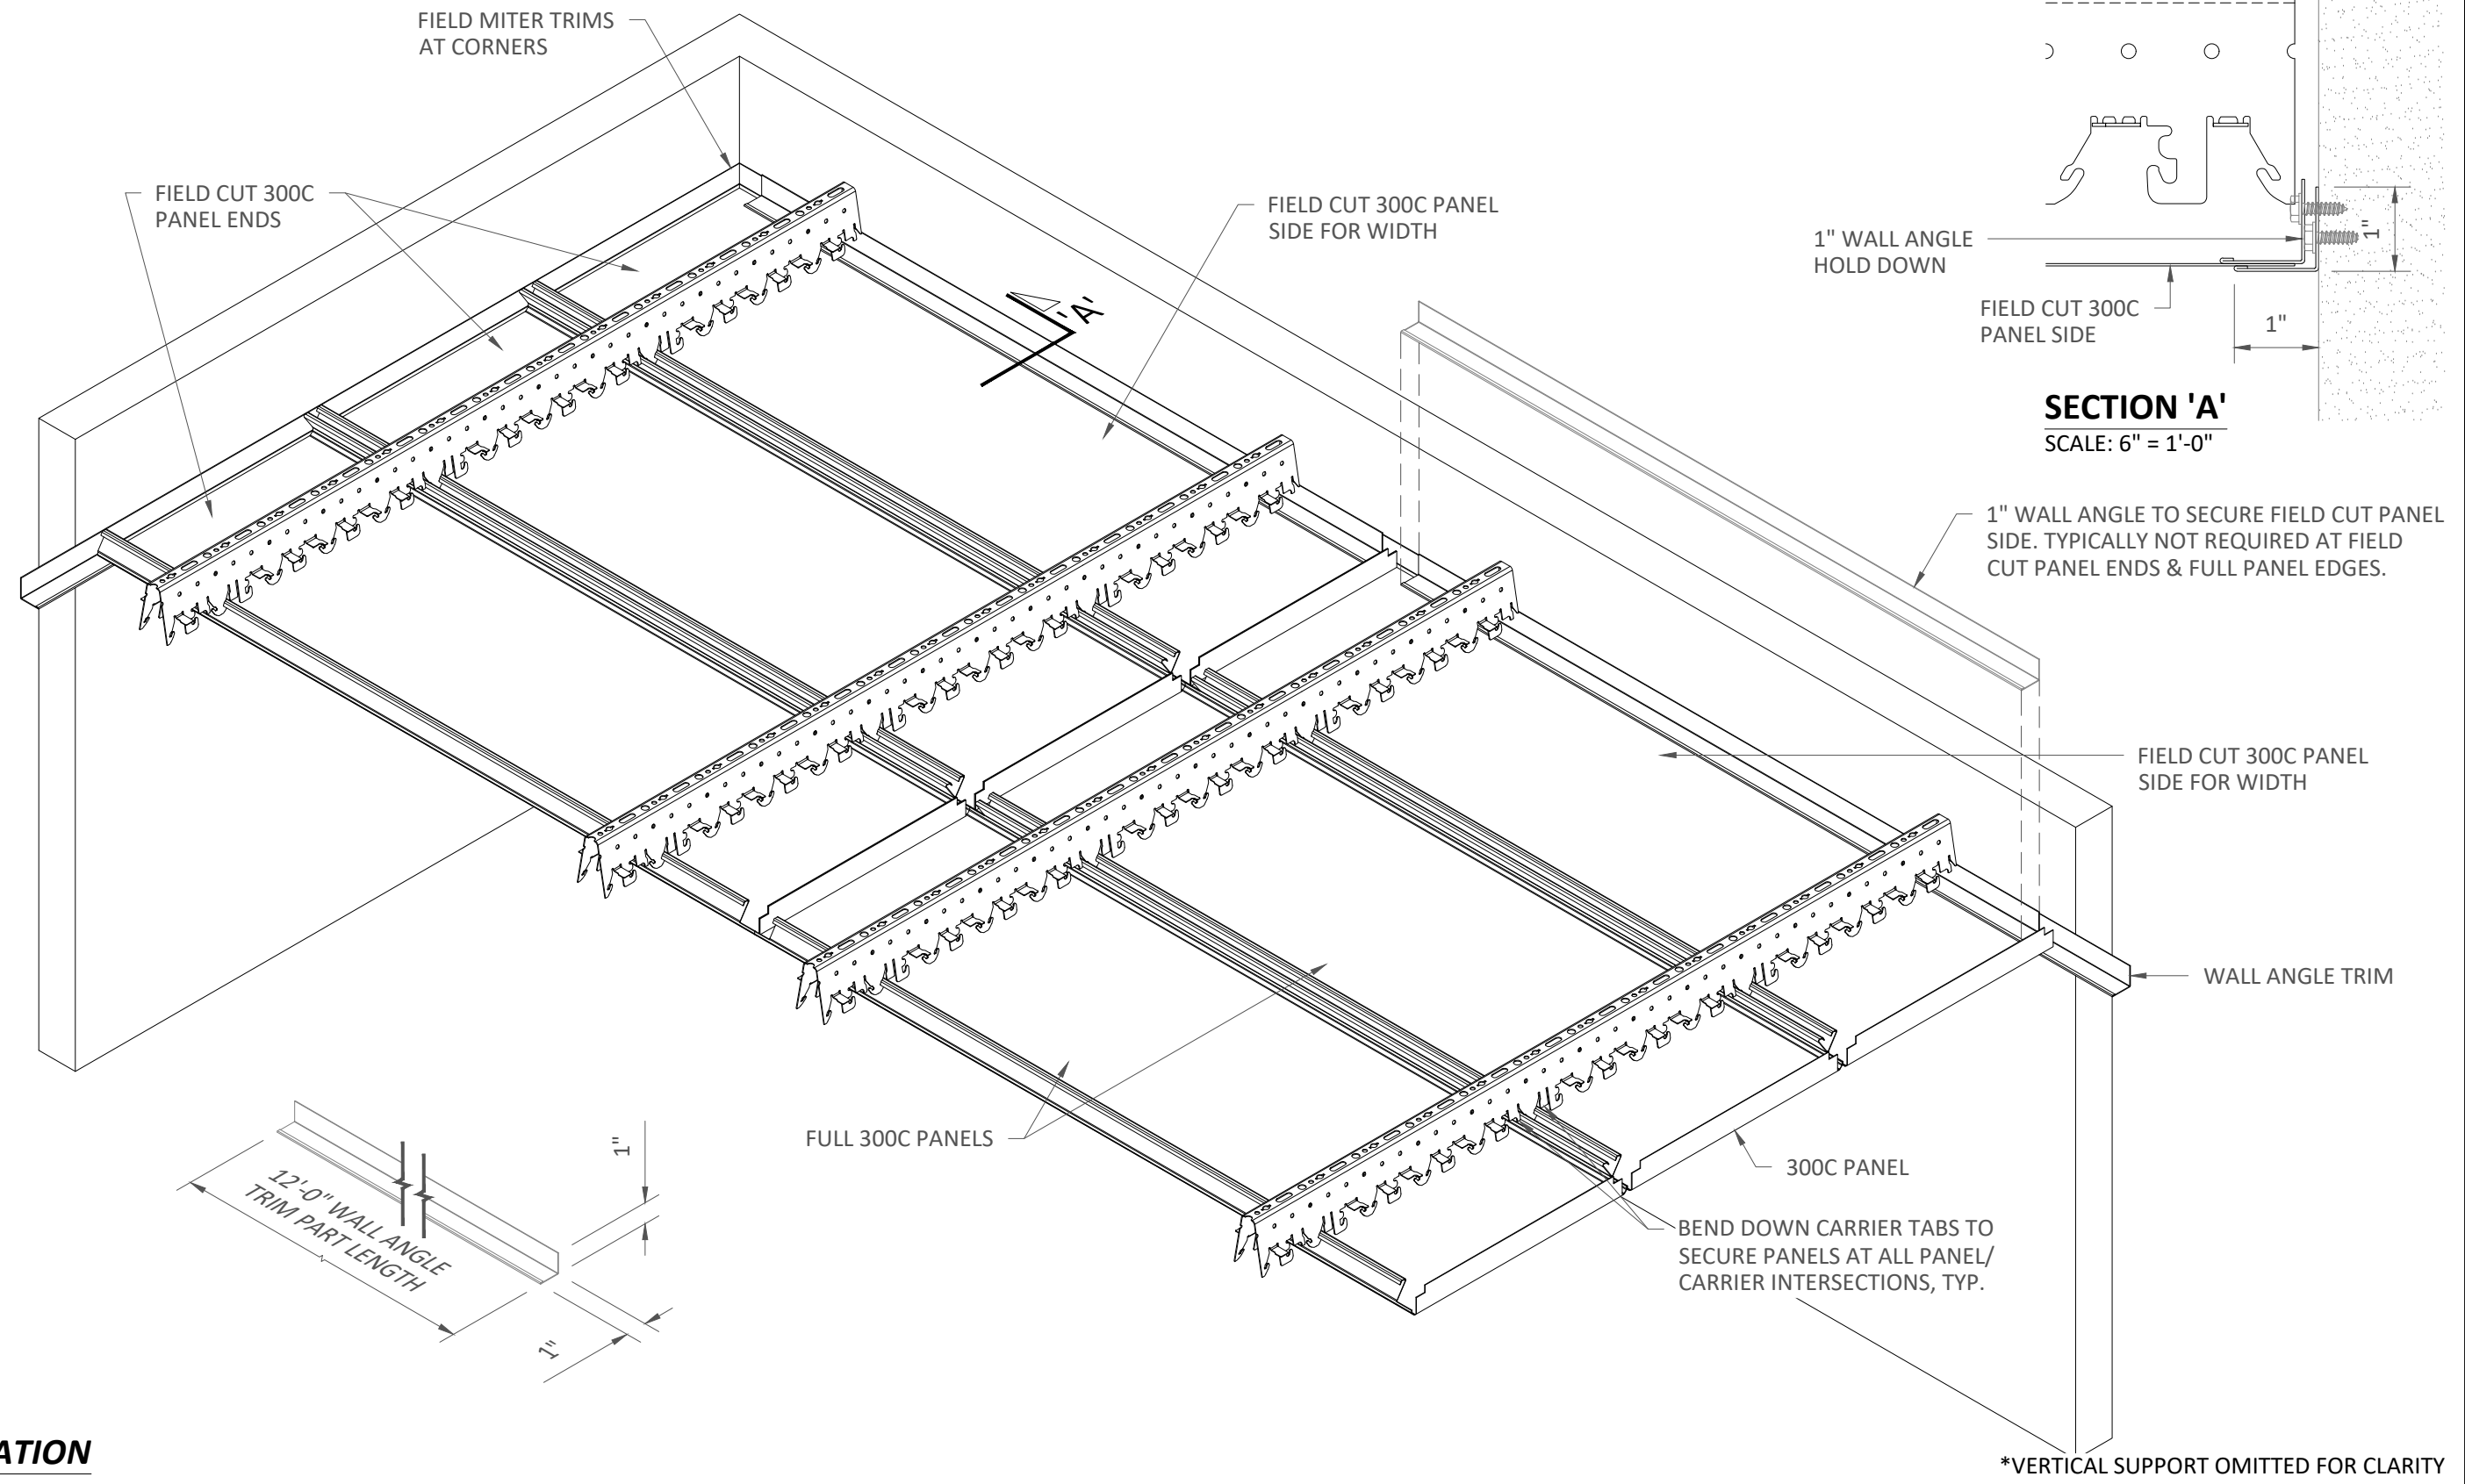 FIELD MITER TRIMS
AT CORNERS
FIELD CUT 300C
PANEL ENDS
FIELD CUT 300C PANEL
SIDE FOR WIDTH
'A'
1" WALL ANGLE
HOLD DOWN
FIELD CUT 300C
PANEL SIDE
1"
1"
SECTION 'A'
SCALE: 6" = 1'-0"
1" WALL ANGLE TO SECURE FIELD CUT PANEL
SIDE. TYPICALLY NOT REQUIRED AT FIELD
CUT PANEL ENDS & FULL PANEL EDGES.
FIELD CUT 300C PANEL
SIDE FOR WIDTH
WALL ANGLE TRIM
FULL 300C PANELS
300C PANEL
BEND DOWN CARRIER TABS TO
SECURE PANELS AT ALL PANEL/
CARRIER INTERSECTIONS, TYP.
12'-0" WALL ANGLE
TRIM PART LENGTH
1"
1"
ATION
*VERTICAL SUPPORT OMITTED FOR CLARITY